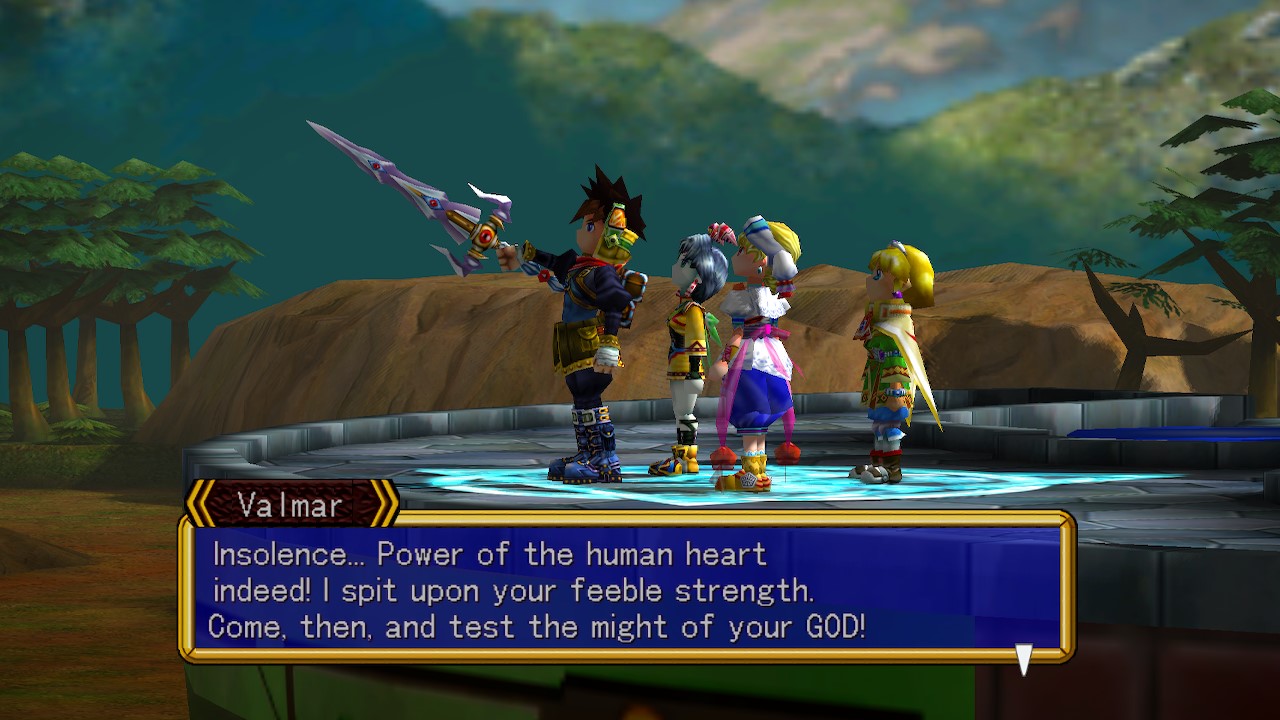 Valmar
Insolence... Power of the human heart
indeed! I spit upon your feeble strength.
Come, then, and test the might of your GOD!